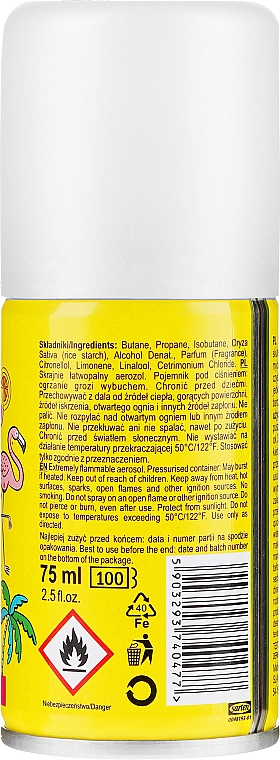 Składniki/Ingredients: Butane, Propane, Isobutane, Oryza
Sativa (rice starch), Alcohol Denat., Parfum (Fragrance),
Citronellol, Limonene, Linalool, Cetrimonium Chloride. PL
Skrajnie łatwopalny aerozol. Pojemnik pod ciśnieniem:
ogrzanie grozi wybuchem. Chronić przed dziećmi.
Przechowywać z dala od źródeł ciepła, gorących powierzchni,
źródeł iskrzenia, otwartego ognia i innych źródeł zapłonu. Nie
palić. Nie rozpylać nad otwartym ogniem lub innym źródłem
zapłonu. Nie przekłuwać ani nie spalać, nawet po zużyciu.
Chronić przed światłem słonecznym. Nie wystawiać na
działanie temperatury przekraczającej 50°C/122°F. Stosować
tylko zgodnie z przeznaczeniem.
EN Extremely flammable aerosol. Pressurised container: May burst
if heated. Keep out of reach of children. Keep away from heat, hot
surfaces, sparks, open flames and other ignition sources. No
smoking. Do not spray on an open flame or other ignition source. Do
not pierce or burn, even after use. Protect from sunlight. Do not
expose to temperatures exceeding 50°C/122°F. Use only as
directed.
Najlepiej zużyć przed końcem: data i numer partii na spodzie
opakowania. Best to use before the end: date and batch number
on the bottom of the package.
75 ml 100
2.5 fl.oz.
40
Fe
Niebezpieczeństwo/Danger
5903293174047 1
sarten